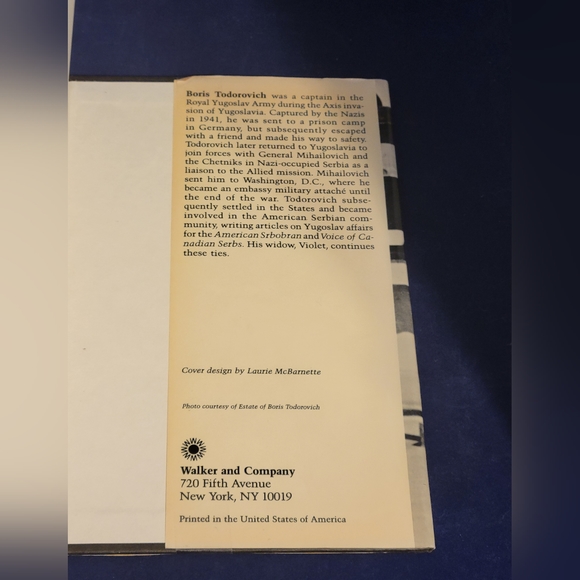 Boris Todorovich was a captain in the
Royal Yugoslav Army during the Axis inva-
sion of Yugoslavia. Captured by the Nazis
in 1941, he was sent to a prison camp
in Germany, but subsequently escaped
with a friend and made his way to safety.
Todorovich later returned to Yugoslavia to
join forces with General Mihailovich and
the Chetniks in Nazi-occupied Serbia as a
liaison to the Allied mission. Mihailovich
sent him to Washington, D.C., where he
became an embassy military attaché until
the end of the war. Todorovich subse-
quently settled in the States and became
involved in the American Serbian com-
munity, writing articles on Yugoslav affairs
for the American Srbobran and Voice of Ca-
nadian Serbs. His widow, Violet, continues
these ties.
Cover design by Laurie McBarnette
Photo courtesy of Estate of Boris Todorovich
Walker and Company
720 Fifth Avenue
New York, NY 10019
Printed in the United States of America